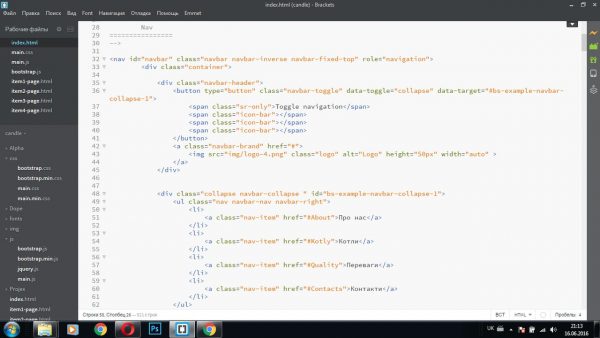 index.html (candle) - Brackets
Файл Правка Поиск Вид Font Навигация Отладка Помощь Emmet
Рабочие файлы
index.html
main.css
main.js
bootstrap.js
item1-page.html
item2-page.html
item3-page.html
item4-page.html
candle
Alpha
css
bootstrap.css
bootstrap.min.css
main.css
main.min.css
Dope
fonts
img
js
bootstrap.js
bootstrap.min.js
jquery.js
main.js
Projex
index.html
item1-page.html
28 Nav
29 ================
30 -->
31
32 <nav id="navbar" class="navbar navbar-inverse navbar-fixed-top" role="navigation">
33 <div class="container">
34
35 <div class="navbar-header">
36 <button type="button" class="navbar-toggle" data-toggle="collapse" data-target="#bs-example-navbar-
collapse-1">
37 <span class="sr-only">Toggle navigation</span>
38 <span class="icon-bar"></span>
39 <span class="icon-bar"></span>
40 <span class="icon-bar"></span>
41 </button>
42 <a class="navbar-brand" href="#">
43 <img src="img/logo-4.png" class="logo" alt="Logo" height="50px" width="auto" >
44 </a>
45 </div>
46
47
48 <div class="collapse navbar-collapse " id="bs-example-navbar-collapse-1">
49 <ul class="nav navbar-nav navbar-right">
50 <li>
51 <a class="nav-item" href="#About">Про нас</a>
52 </li>
53 <li>
54 <a class="nav-item" href="#Kotly">Котли</a>
55 </li>
56 <li>
57 <a class="nav-item" href="#Quality">Переваги</a>
58 </li>
59 <li>
60 <a class="nav-item" href="#Contacts">Контакти</a>
61 </li>
62 </ul>
ВСТ HTML Пробелы 4
UK
21:13
16.06.2016